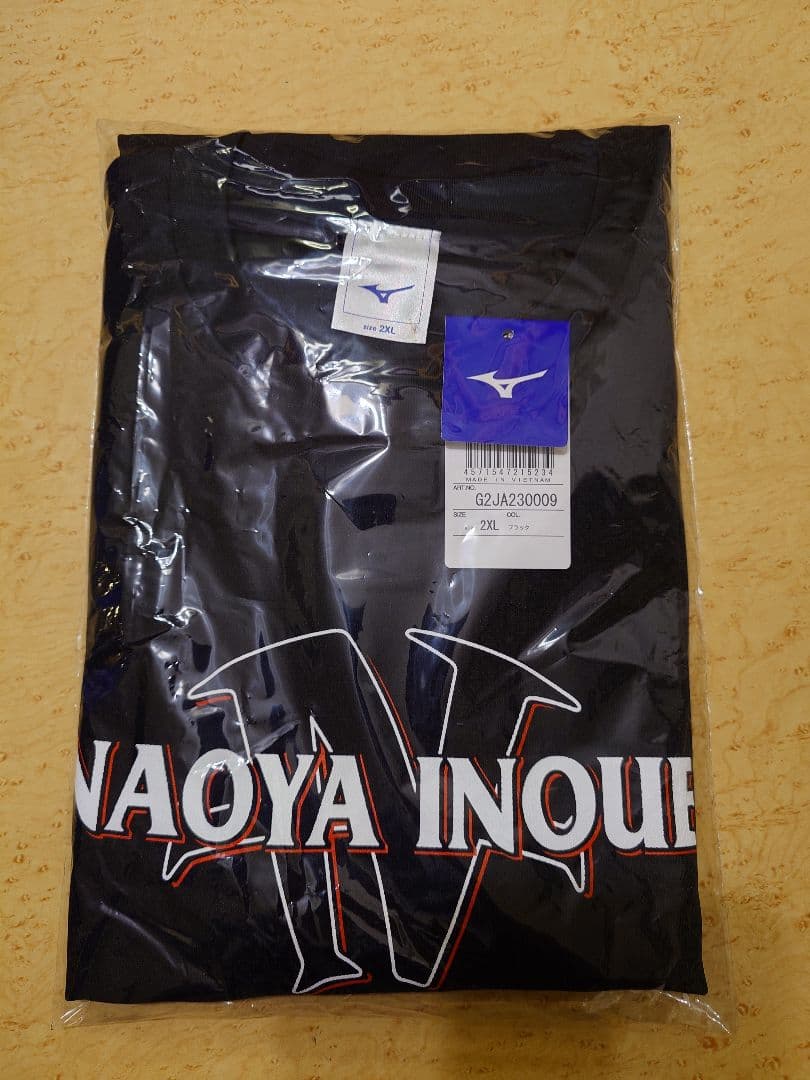 size 2XL
4571547215234
MADE IN VIETNAM
ART.NO.
G2JA230009
SIZE COL.
2XL ブラック
N
NAOYA INOUE